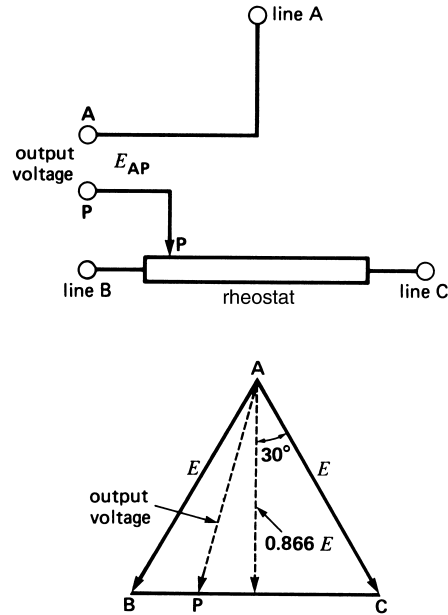 line A
A
output
voltage
E_AP
P
P
line B
rheostat
line C
A
30°
E
E
output
voltage
0.866 E
B
P
C